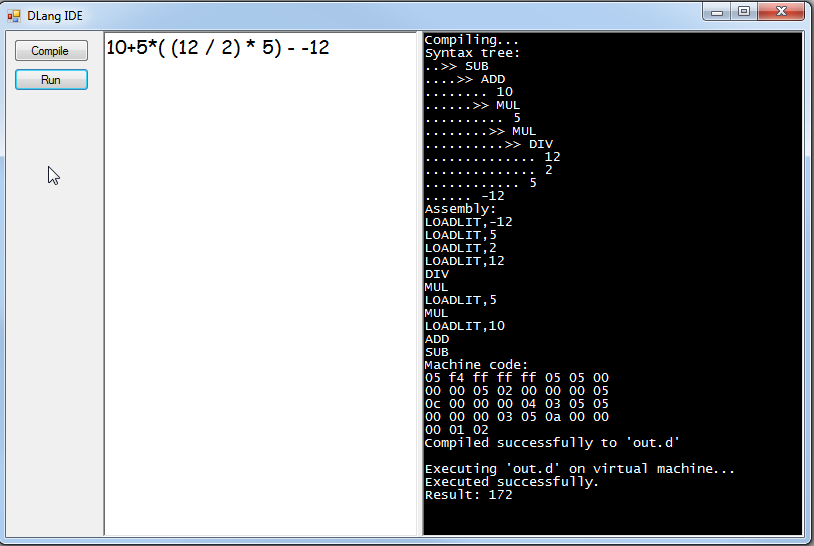 DLang IDE
Compile
Run
10+5*( (12 / 2) * 5) - -12
Compiling...
Syntax tree:
..>> SUB
....>> ADD
........ 10
......>> MUL
.......... 5
........>> MUL
..........>> DIV
.............. 12
.............. 2
............ 5
...... -12
Assembly:
LOADLIT,-12
LOADLIT,5
LOADLIT,2
LOADLIT,12
DIV
MUL
LOADLIT,5
MUL
LOADLIT,10
ADD
SUB
Machine code:
05 f4 ff ff ff 05 05 00
00 00 05 02 00 00 00 05
0c 00 00 00 04 03 05 05
00 00 00 03 05 0a 00 00
00 01 02
Compiled successfully to 'out.d'
Executing 'out.d' on virtual machine...
Executed successfully.
Result: 172